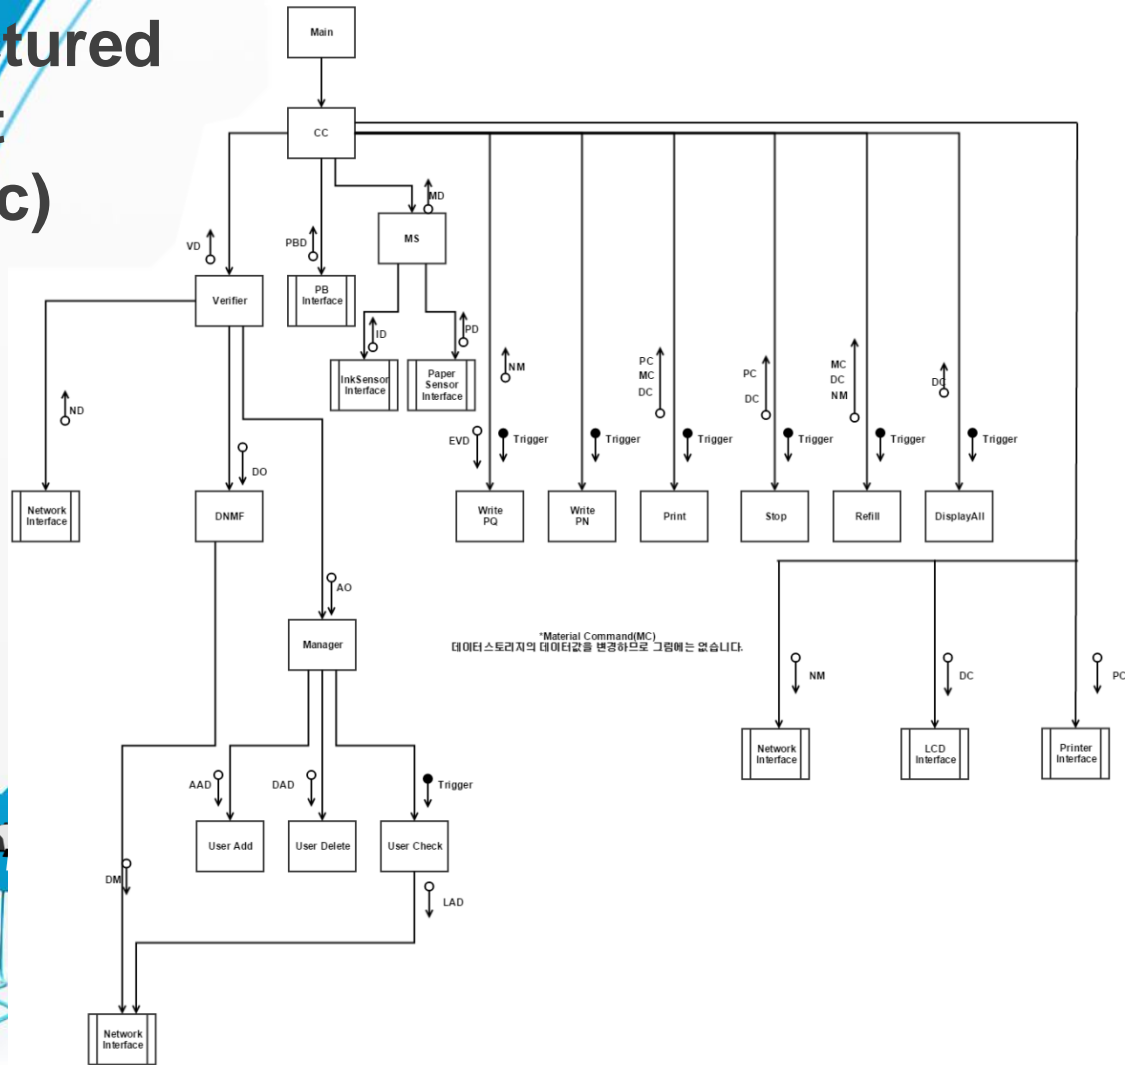 tured
t
c)
Main
CC
MD
MS
VD
PBD
Verifier
PB
Interface
ID
PD
InkSensor
Interface
Paper
Sensor
Interface
NM
PC
MC
DC
PC
DC
MC
DC
NM
DC
ND
DO
EVD
Trigger
Trigger
Trigger
Trigger
Trigger
Trigger
Network
Interface
DNMF
Write
PQ
Write
PN
Print
Stop
Refill
DisplayAll
AO
Manager
*Material Command(MC)
데이터스토리지의 데이터값을 변경하므로 그림에는 없습니다.
NM
DC
PC
Network
Interface
LCD
Interface
Printer
Interface
AAD
DAD
Trigger
User Add
User Delete
User Check
DM
LAD
Network
Interface